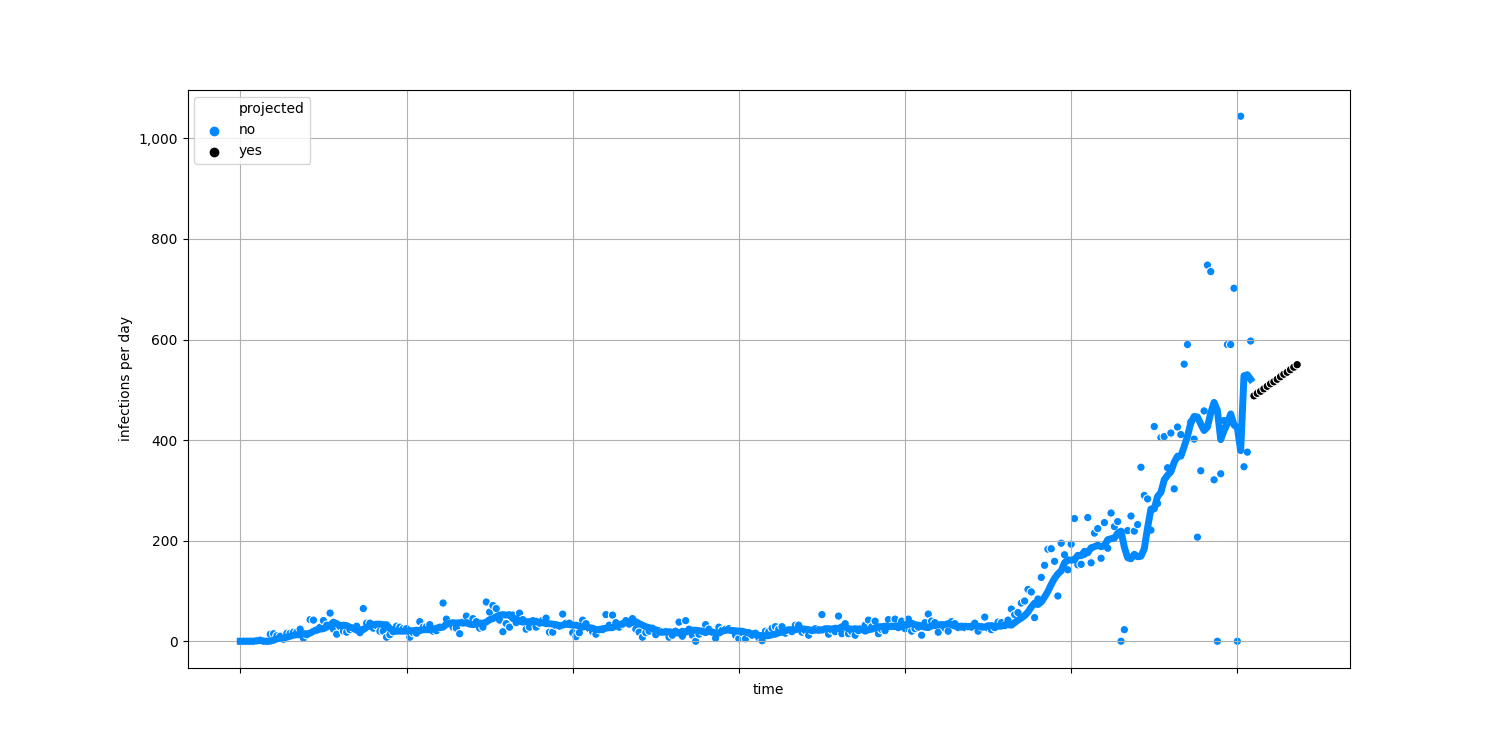 projected
no
yes
1,000
800
600
400
200
0
infections per day
time